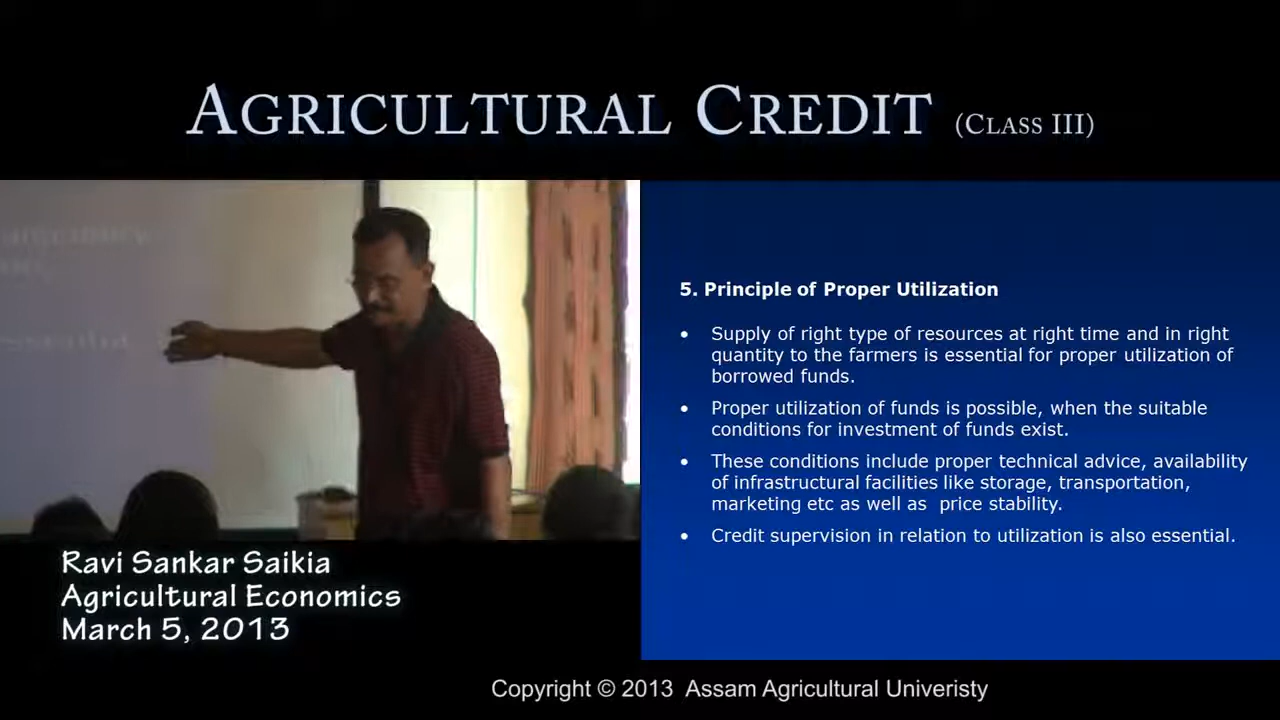 AGRICULTURAL CREDIT (CLASS III)
5. Principle of Proper Utilization
• Supply of right type of resources at right time and in right
quantity to the farmers is essential for proper utilization of
borrowed funds.
• Proper utilization of funds is possible, when the suitable
conditions for investment of funds exist.
• These conditions include proper technical advice, availability
of infrastructural facilities like storage, transportation,
marketing etc as well as  price stability.
• Credit supervision in relation to utilization is also essential.
Ravi Sankar Saikia
Agricultural Economics
March 5, 2013
Copyright © 2013  Assam Agricultural Univeristy